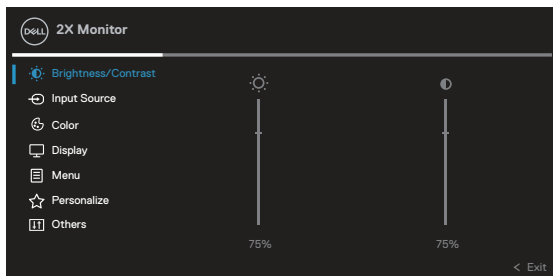 DELL 2X Monitor
Brightness/Contrast
Input Source
Color
Display
Menu
Personalize
Others
75% 75%
< Exit